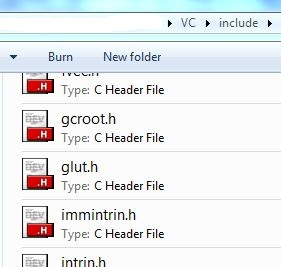 VC ▸ include ▸
Burn New folder
Type: C Header File
gcroot.h
Type: C Header File
glut.h
Type: C Header File
immintrin.h
Type: C Header File
intrin.h